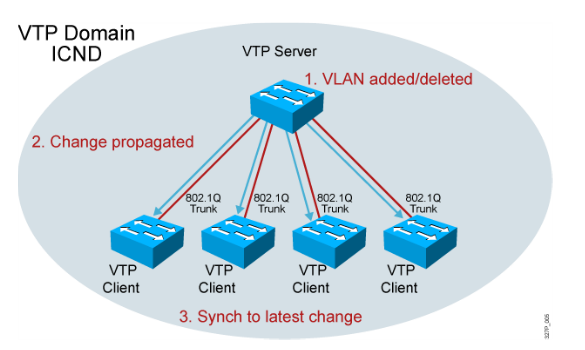 VTP Domain
ICND
VTP Server
1. VLAN added/deleted
2. Change propagated
802.1Q
Trunk
802.1Q
Trunk
802.1Q
Trunk
802.1Q
Trunk
VTP
Client
VTP
Client
VTP
Client
VTP
Client
3. Synch to latest change
327P_005